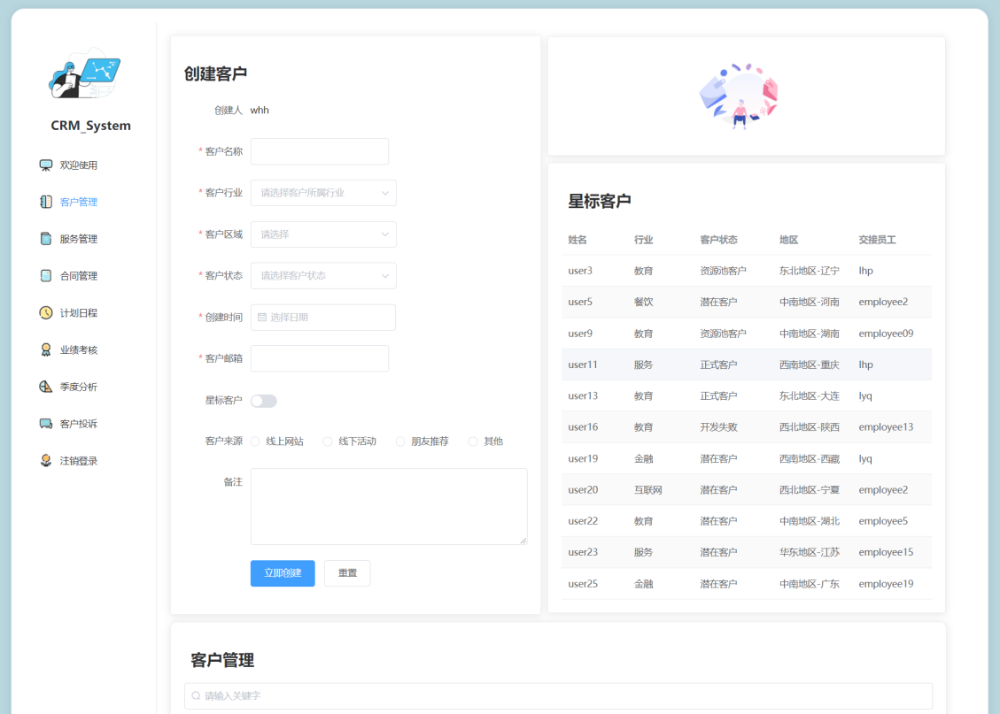 CRM_System
欢迎使用
客户管理
服务管理
合同管理
计划日程
业绩考核
季度分析
客户投诉
注销登录
创建客户
创建人 whh
* 客户名称
* 客户行业 请选择客户所属行业
* 客户区域 请选择
* 客户状态 请选择客户状态
* 创建时间 选择日期
* 客户邮箱
星标客户
客户来源 线上网站 线下活动 朋友推荐 其他
备注
立即创建 重置
星标客户
姓名 行业 客户状态 地区 交接员工
user3 教育 资源池客户 东北地区-辽宁 lhp
user5 餐饮 潜在客户 中南地区-河南 employee2
user9 教育 资源池客户 中南地区-湖南 employee09
user11 服务 正式客户 西南地区-重庆 lhp
user13 教育 正式客户 东北地区-大连 lyq
user16 教育 开发失败 西北地区-陕西 employee13
user19 金融 潜在客户 西南地区-西藏 lyq
user20 互联网 潜在客户 西北地区-宁夏 employee2
user22 教育 潜在客户 中南地区-湖北 employee5
user23 服务 潜在客户 华东地区-江苏 employee15
user25 金融 潜在客户 中南地区-广东 employee19
客户管理
请输入关键字